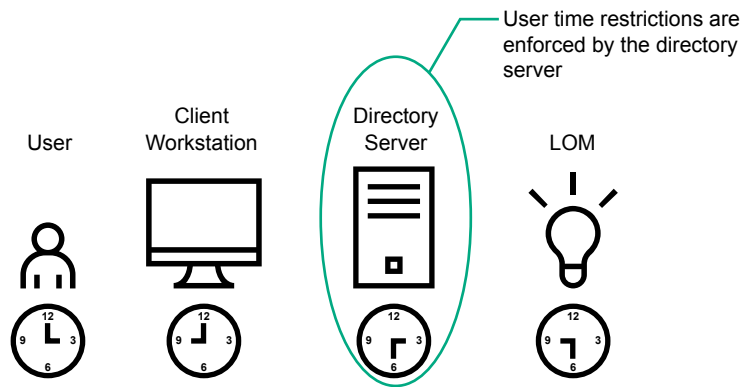 User time restrictions are
enforced by the directory
server
User
Client
Workstation
Directory
Server
LOM
12
9 3
6
12
9 3
6
12
9 3
6
12
9 3
6